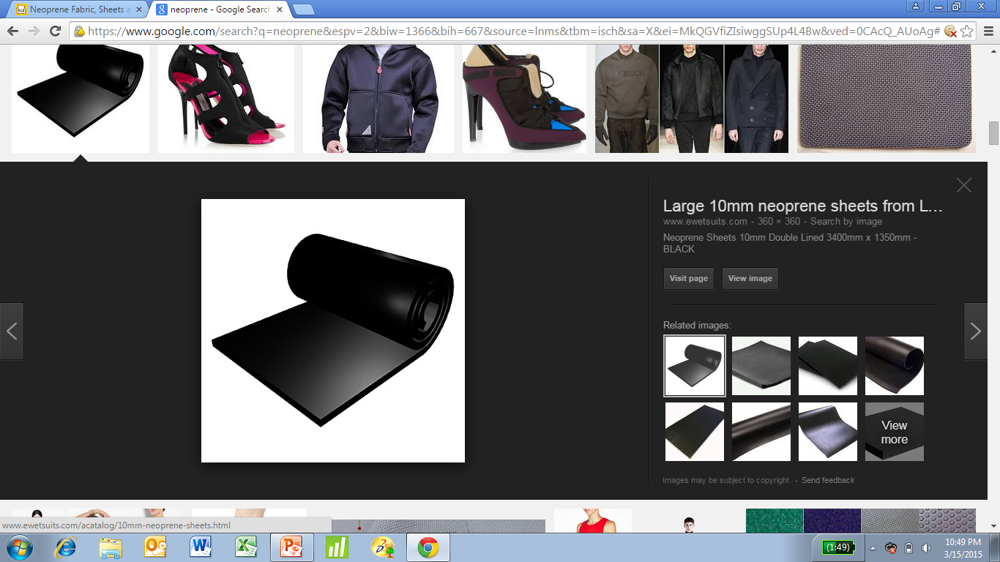 Neoprene Fabric, Sheets a
neoprene - Google Search
https://www.google.com/search?q=neoprene&espv=2&biw=1366&bih=667&source=lnms&tbm=isch&sa=X&ei=MkQGVfiZIsiwggSUp4L4Bw&ved=0CAcQ_AUoAg#
Large 10mm neoprene sheets from L...
www.ewetsuits.com - 360 × 360 - Search by image
Neoprene Sheets 10mm Double Lined 3400mm x 1350mm -
BLACK
Visit page
View image
Related images:
View
more
Images may be subject to copyright. - Send feedback
www.ewetsuits.com/acatalog/10mm-neoprene-sheets.html
(1:49)
10:49 PM
3/15/2015